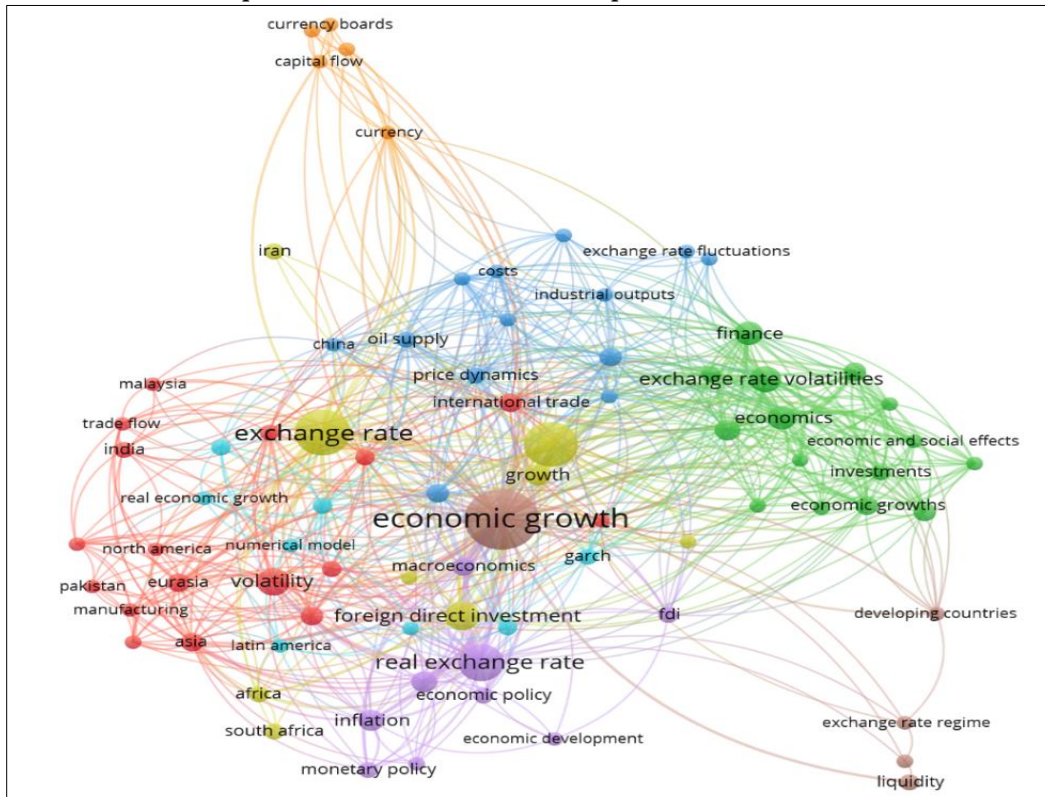 currency boards
capital flow
currency
iran
exchange rate fluctuations
costs
industrial outputs
china
oil supply
finance
price dynamics
exchange rate volatilities
malaysia
international trade
trade flow
economics
exchange rate
india
growth
economic and social effects
investments
real economic growth
economic growths
economic growth
north america
numerical model
garch
macroeconomics
pakistan
eurasia
volatility
manufacturing
foreign direct investment
fdi
developing countries
asia
latin america
real exchange rate
africa
economic policy
south africa
inflation
exchange rate regime
economic development
monetary policy
liquidity